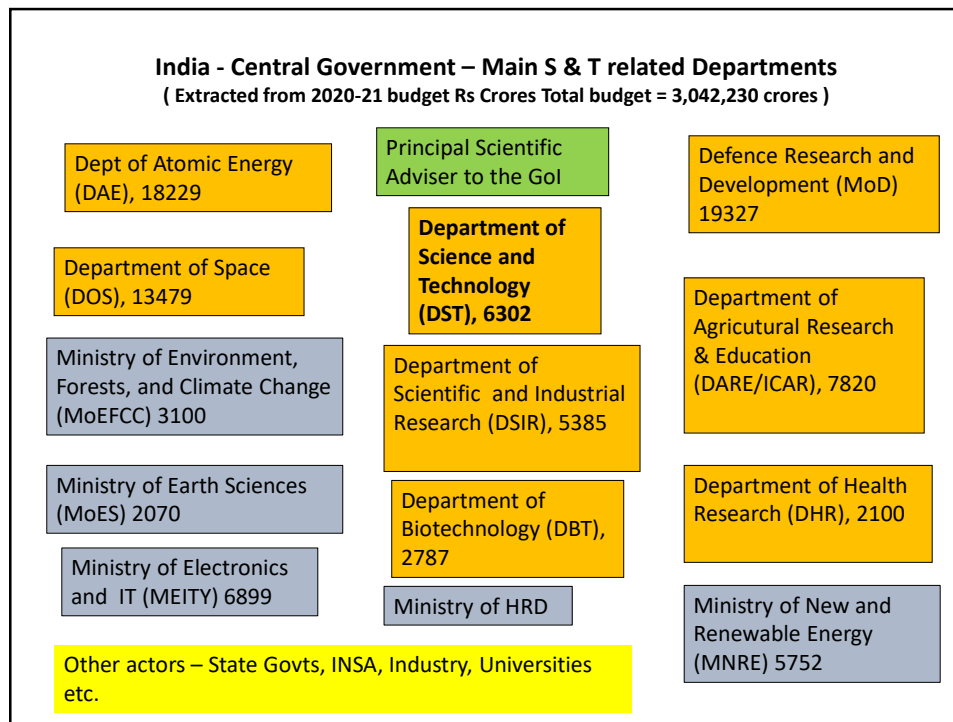 India - Central Government – Main S & T related Departments
( Extracted from 2020-21 budget Rs Crores Total budget = 3,042,230 crores )
Dept of Atomic Energy
(DAE), 18229
Principal Scientific
Adviser to the GoI
Defence Research and
Development (MoD)
19327
Department of Space
(DOS), 13479
Department of
Science and
Technology
(DST), 6302
Department of
Agricutural Research
& Education
(DARE/ICAR), 7820
Ministry of Environment,
Forests, and Climate Change
(MoEFCC) 3100
Department of
Scientific  and Industrial
Research (DSIR), 5385
Ministry of Earth Sciences
(MoES) 2070
Department of
Biotechnology (DBT),
2787
Department of Health
Research (DHR), 2100
Ministry of Electronics
and  IT (MEITY) 6899
Ministry of HRD
Ministry of New and
Renewable Energy
(MNRE) 5752
Other actors – State Govts, INSA, Industry, Universities
etc.